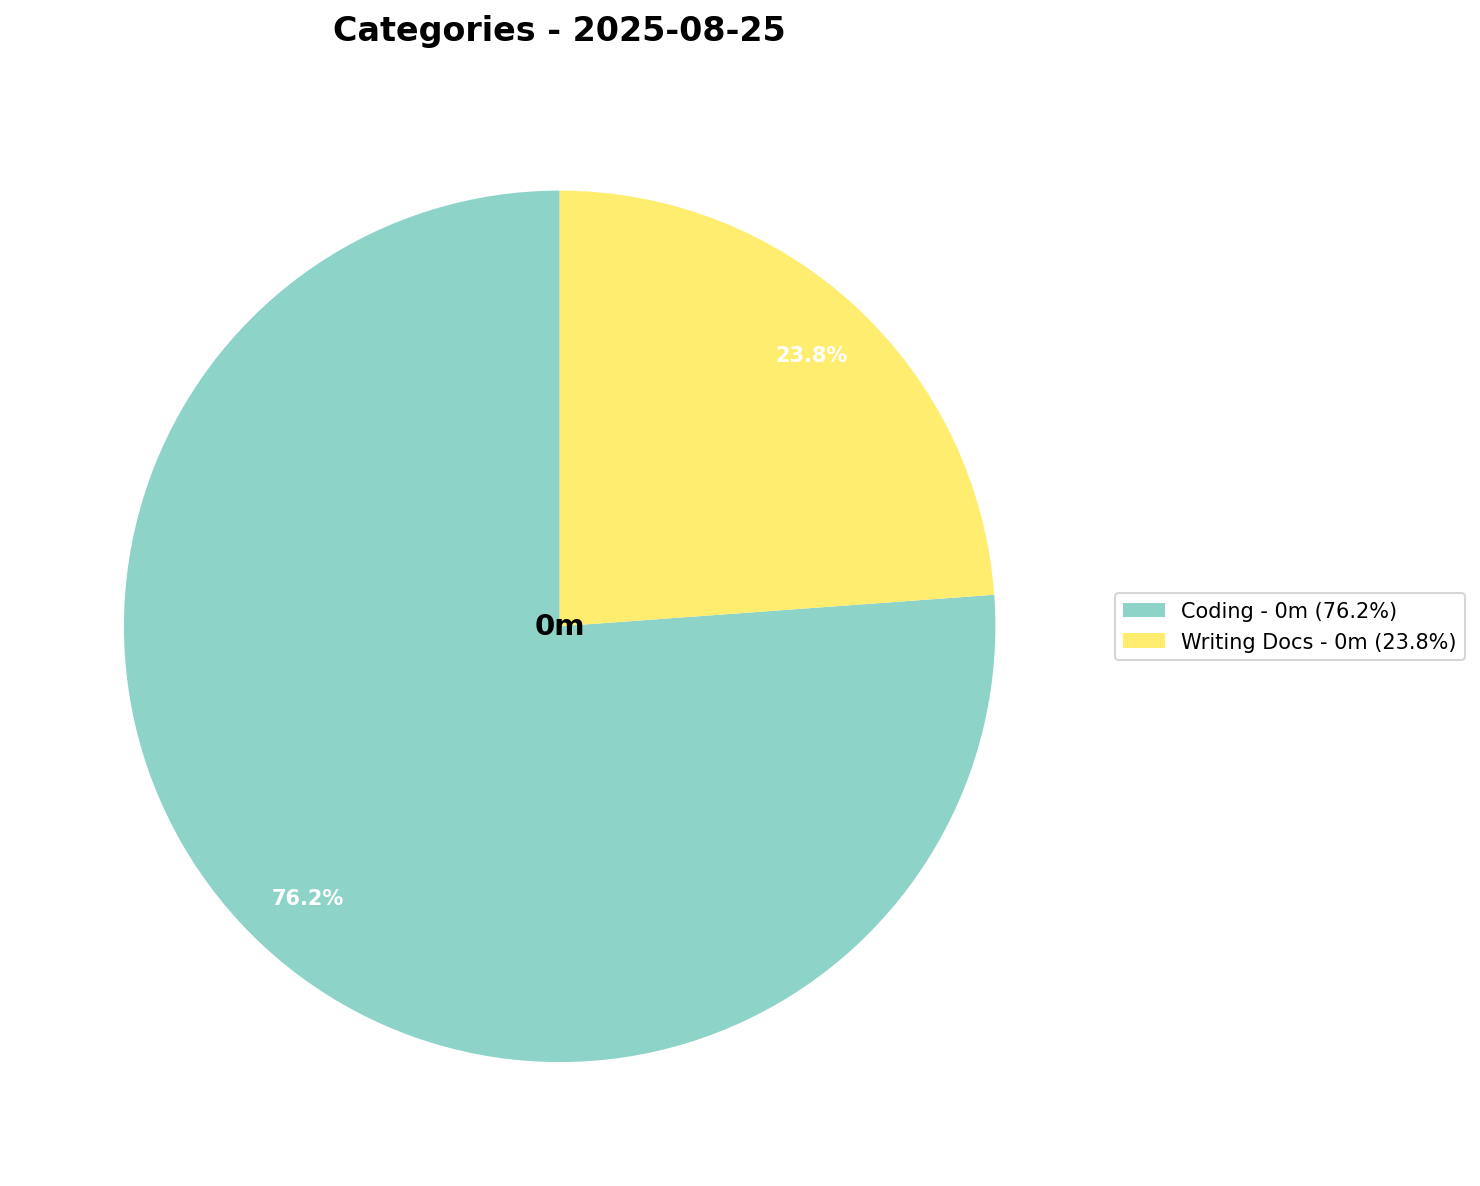 Categories - 2025-08-25
23.8%
0m
Coding - 0m (76.2%)
Writing Docs - 0m (23.8%)
76.2%